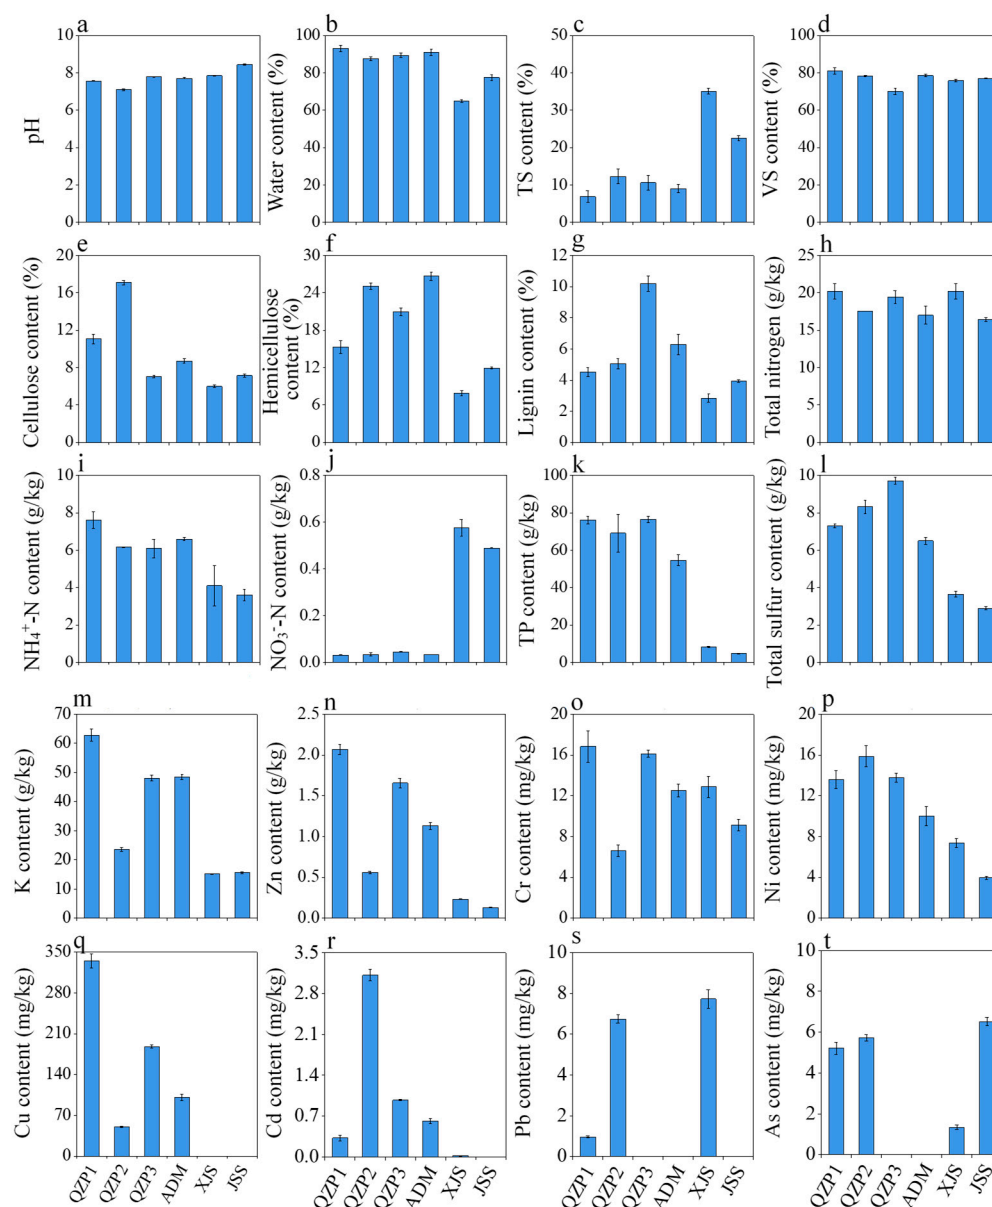 a
pH
10
8
6
4
2
0
b
Water content (%)
100
80
60
40
20
0
c
TS content (%)
50
40
30
20
10
0
d
VS content (%)
100
80
60
40
20
0
e
Cellulose content (%)
20
16
12
8
4
0
f
Hemicellulose
content (%)
30
24
18
12
6
0
g
Lignin content (%)
12
10
8
6
4
2
0
h
Total nitrogen (g/kg)
25
20
15
10
5
0
i
NH₄⁺-N content (g/kg)
10
8
6
4
2
0
j
NO₃⁻-N content (g/kg)
0.8
0.6
0.4
0.2
0.0
k
TP content (g/kg)
100
80
60
40
20
0
l
Total sulfur content (g/kg)
10
8
6
4
2
0
m
K content (g/kg)
70
60
50
40
30
20
10
0
n
Zn content (g/kg)
2.5
2.0
1.5
1.0
0.5
0.0
o
Cr content (mg/kg)
20
16
12
8
4
0
p
Ni content (mg/kg)
20
16
12
8
4
0
q
Cu content (mg/kg)
350
280
210
140
70
0
QZP1
QZP2
QZP3
ADM
XJS
JSS
r
Cd content (mg/kg)
3.5
2.8
2.1
1.4
0.7
0.0
QZP1
QZP2
QZP3
ADM
XJS
JSS
s
Pb content (mg/kg)
10
8
6
4
2
0
QZP1
QZP2
QZP3
ADM
XJS
JSS
t
As content (mg/kg)
10
8
6
4
2
0
QZP1
QZP2
QZP3
ADM
XJS
JSS